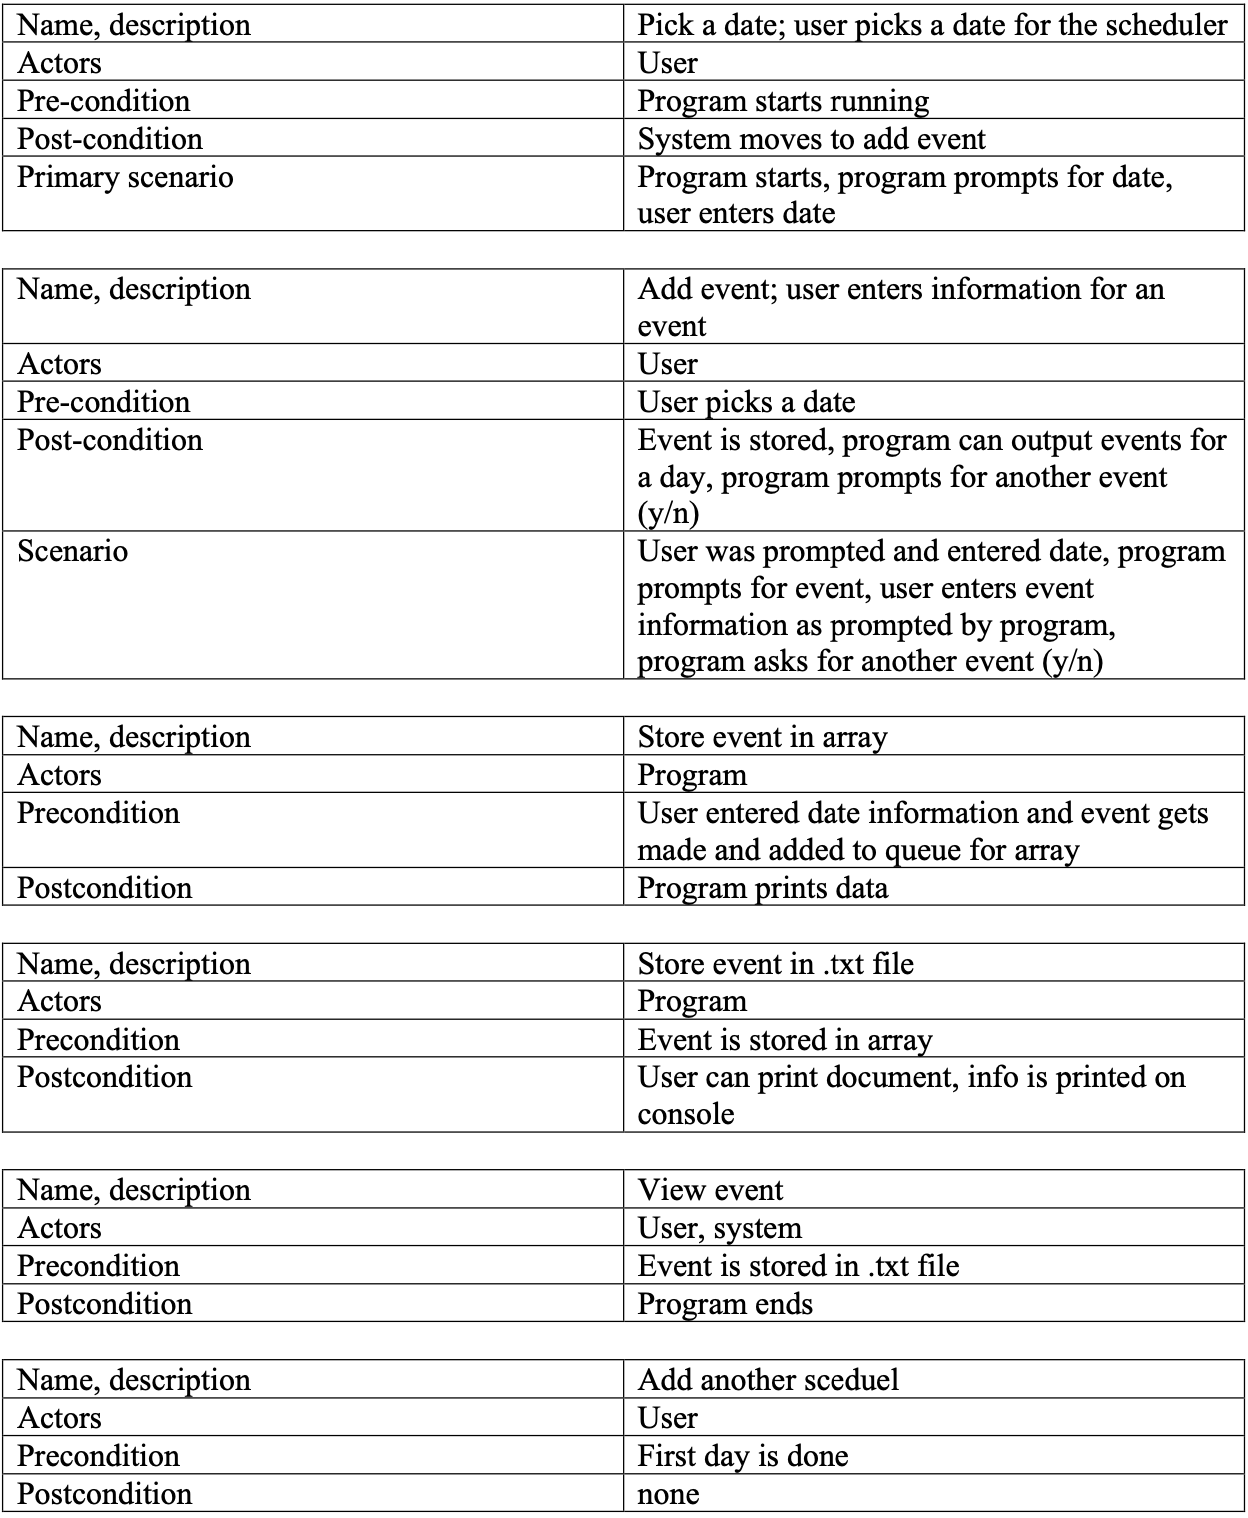 Name, description Pick a date; user picks a date for the scheduler
Actors User
Pre-condition Program starts running
Post-condition System moves to add event
Primary scenario Program starts, program prompts for date,
user enters date
Name, description Add event; user enters information for an
event
Actors User
Pre-condition User picks a date
Post-condition Event is stored, program can output events for
a day, program prompts for another event
(y/n)
Scenario User was prompted and entered date, program
prompts for event, user enters event
information as prompted by program,
program asks for another event (y/n)
Name, description Store event in array
Actors Program
Precondition User entered date information and event gets
made and added to queue for array
Postcondition Program prints data
Name, description Store event in .txt file
Actors Program
Precondition Event is stored in array
Postcondition User can print document, info is printed on
console
Name, description View event
Actors User, system
Precondition Event is stored in .txt file
Postcondition Program ends
Name, description Add another sceduel
Actors User
Precondition First day is done
Postcondition none